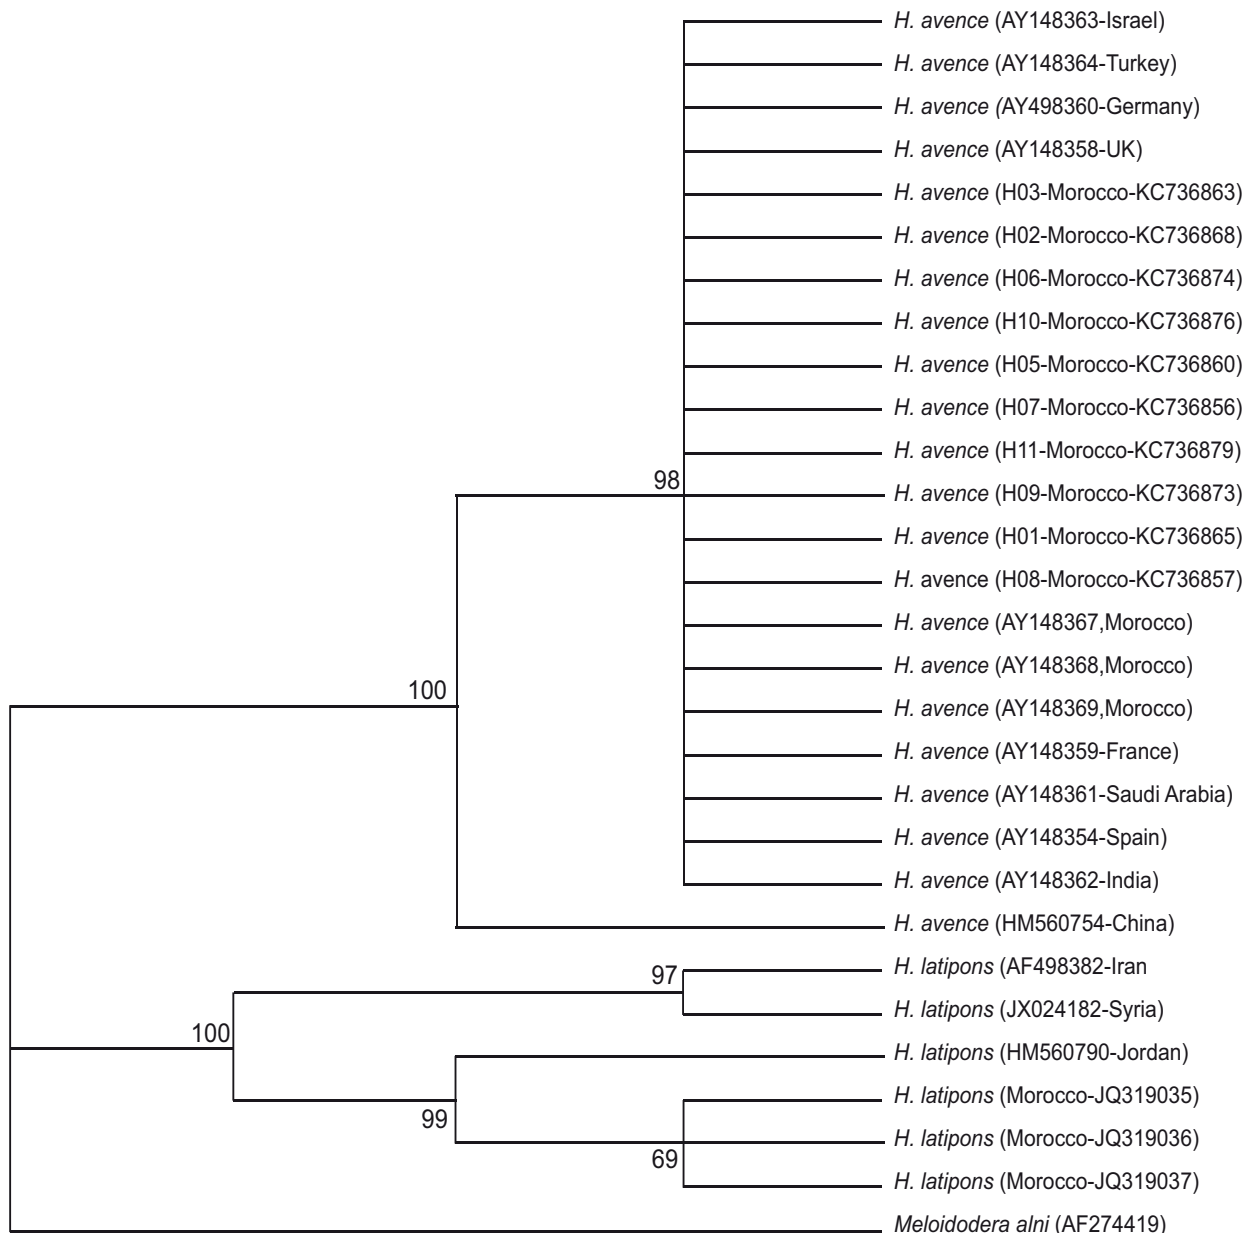 H. avence (AY148363-Israel)
H. avence (AY148364-Turkey)
H. avence (AY498360-Germany)
H. avence (AY148358-UK)
H. avence (H03-Morocco-KC736863)
H. avence (H02-Morocco-KC736868)
H. avence (H06-Morocco-KC736874)
H. avence (H10-Morocco-KC736876)
H. avence (H05-Morocco-KC736860)
H. avence (H07-Morocco-KC736856)
H. avence (H11-Morocco-KC736879)
98
H. avence (H09-Morocco-KC736873)
H. avence (H01-Morocco-KC736865)
H. avence (H08-Morocco-KC736857)
H. avence (AY148367,Morocco)
H. avence (AY148368,Morocco)
100
H. avence (AY148369,Morocco)
H. avence (AY148359-France)
H. avence (AY148361-Saudi Arabia)
H. avence (AY148354-Spain)
H. avence (AY148362-India)
H. avence (HM560754-China)
97
H. latipons (AF498382-Iran
H. latipons (JX024182-Syria)
100
H. latipons (HM560790-Jordan)
H. latipons (Morocco-JQ319035)
99
H. latipons (Morocco-JQ319036)
69
H. latipons (Morocco-JQ319037)
Meloidodera alni (AF274419)